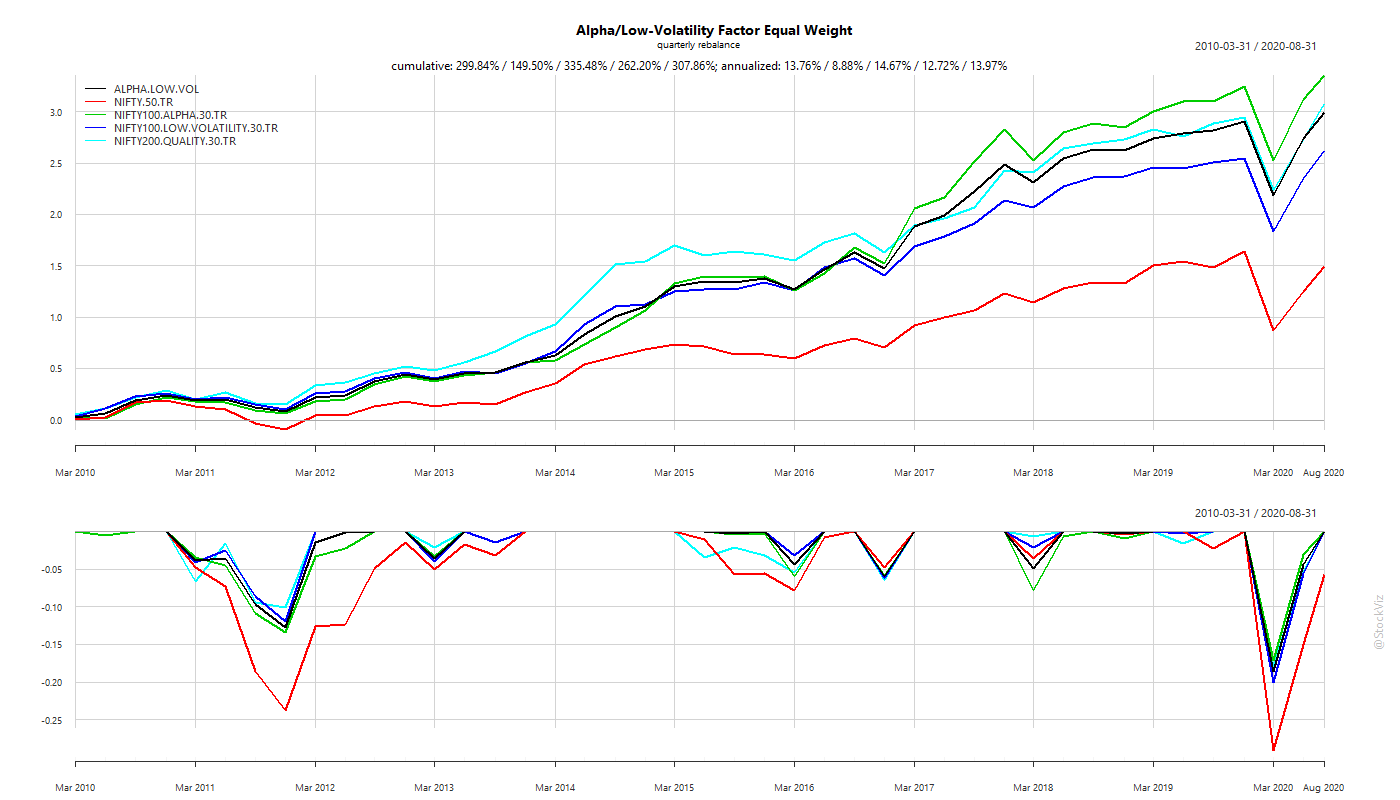 Alpha/Low-Volatility Factor Equal Weight
quarterly rebalance
2010-03-31 / 2020-08-31
cumulative: 299.84% / 149.50% / 335.48% / 262.20% / 307.86%; annualized: 13.76% / 8.88% / 14.67% / 12.72% / 13.97%
ALPHA.LOW.VOL
NIFTY.50.TR
NIFTY100.ALPHA.30.TR
NIFTY100.LOW.VOLATILITY.30.TR
NIFTY200.QUALITY.30.TR
3.0
2.5
2.0
1.5
1.0
0.5
0.0
Mar 2010 Mar 2011 Mar 2012 Mar 2013 Mar 2014 Mar 2015 Mar 2016 Mar 2017 Mar 2018 Mar 2019 Mar 2020 Aug 2020
2010-03-31 / 2020-08-31
-0.05
-0.10
-0.15
-0.20
-0.25
Mar 2010 Mar 2011 Mar 2012 Mar 2013 Mar 2014 Mar 2015 Mar 2016 Mar 2017 Mar 2018 Mar 2019 Mar 2020 Aug 2020
@StockViz